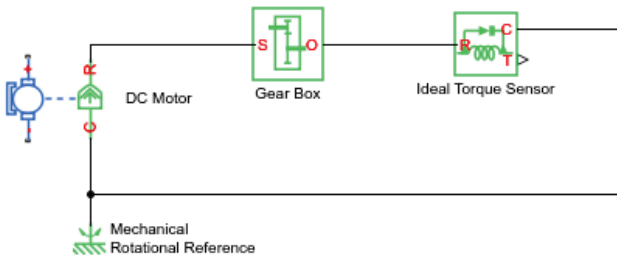 S
O
R
C
T
Gear Box
Ideal Torque Sensor
+
R
DC Motor
-
C
Mechanical
Rotational Reference